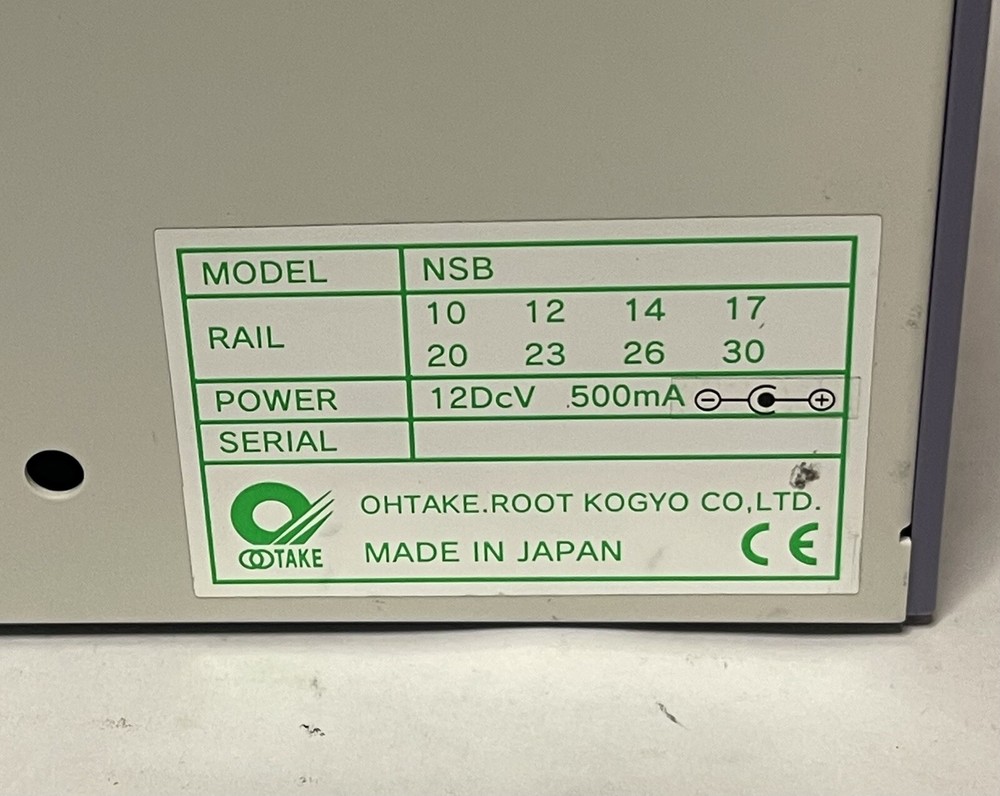 MODEL NSB
RAIL
10 12 14 17
20 23 26 30
POWER 12DcV .500mA
SERIAL
OHTAKE.ROOT KOGYO CO,LTD.
OOTAKE MADE IN JAPAN CE